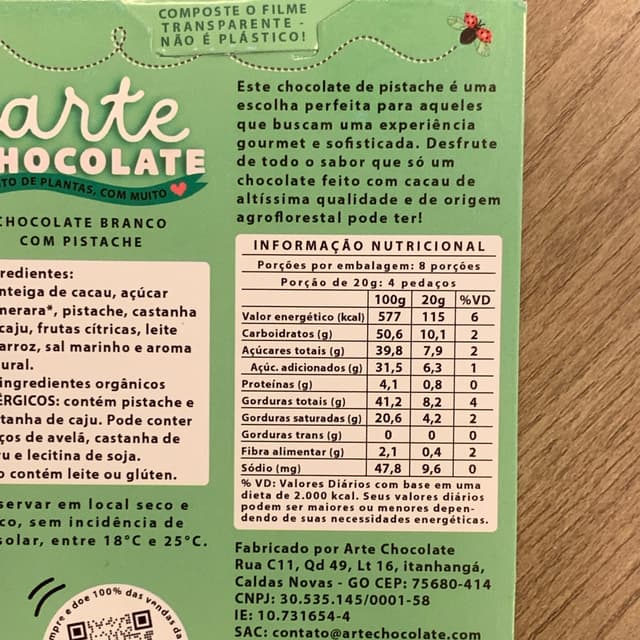 COMPOSTE O FILME
TRANSPARENTE -
NÃO É PLÁSTICO!
arte
CHOCOLATE
DE PLANTAS, COM MUITO
CHOCOLATE BRANCO
COM PISTACHE
redientes:
nteiga de cacau, açúcar
merara*, pistache, castanha
caju, frutas cítricas, leite
arroz, sal marinho e aroma
ural.
ingredientes orgânicos
ÉRGICOS: contém pistache e
tanha de caju. Pode conter
ços de avelã, castanha de
ru e lecitina de soja.
o contém leite ou glúten.
servar em local seco e
co, sem incidência de
solar, entre 18°C e 25°C.
mpre e doe 100% das vendas da
Este chocolate de pistache é uma
escolha perfeita para aqueles
que buscam uma experiência
gourmet e sofisticada. Desfrute
de todo o sabor que só um
chocolate feito com cacau de
altíssima qualidade e de origem
agroflorestal pode ter!
INFORMAÇÃO NUTRICIONAL
Porções por embalagem: 8 porções
Porção de 20g: 4 pedaços
100g 20g %VD
Valor energético (kcal) 577 115 6
Carboidratos (g) 50,6 10,1 2
Açúcares totais (g) 39,8 7,9 2
Açúc. adicionados (g) 31,5 6,3 1
Proteínas (g) 4,1 0,8 0
Gorduras totais (g) 41,2 8,2 4
Gorduras saturadas (g) 20,6 4,2 2
Gorduras trans (g) 0 0 0
Fibra alimentar (g) 2,1 0,4 2
Sódio (mg) 47,8 9,6 0
% VD: Valores Diários com base em uma
dieta de 2.000 kcal. Seus valores diários
podem ser maiores ou menores depen-
dendo de suas necessidades energéticas.
Fabricado por Arte Chocolate
Rua C11, Qd 49, Lt 16, itanhangá,
Caldas Novas - GO CEP: 75680-414
CNPJ: 30.535.145/0001-58
IE: 10.731654-4
SAC: contato@artechocolate.com